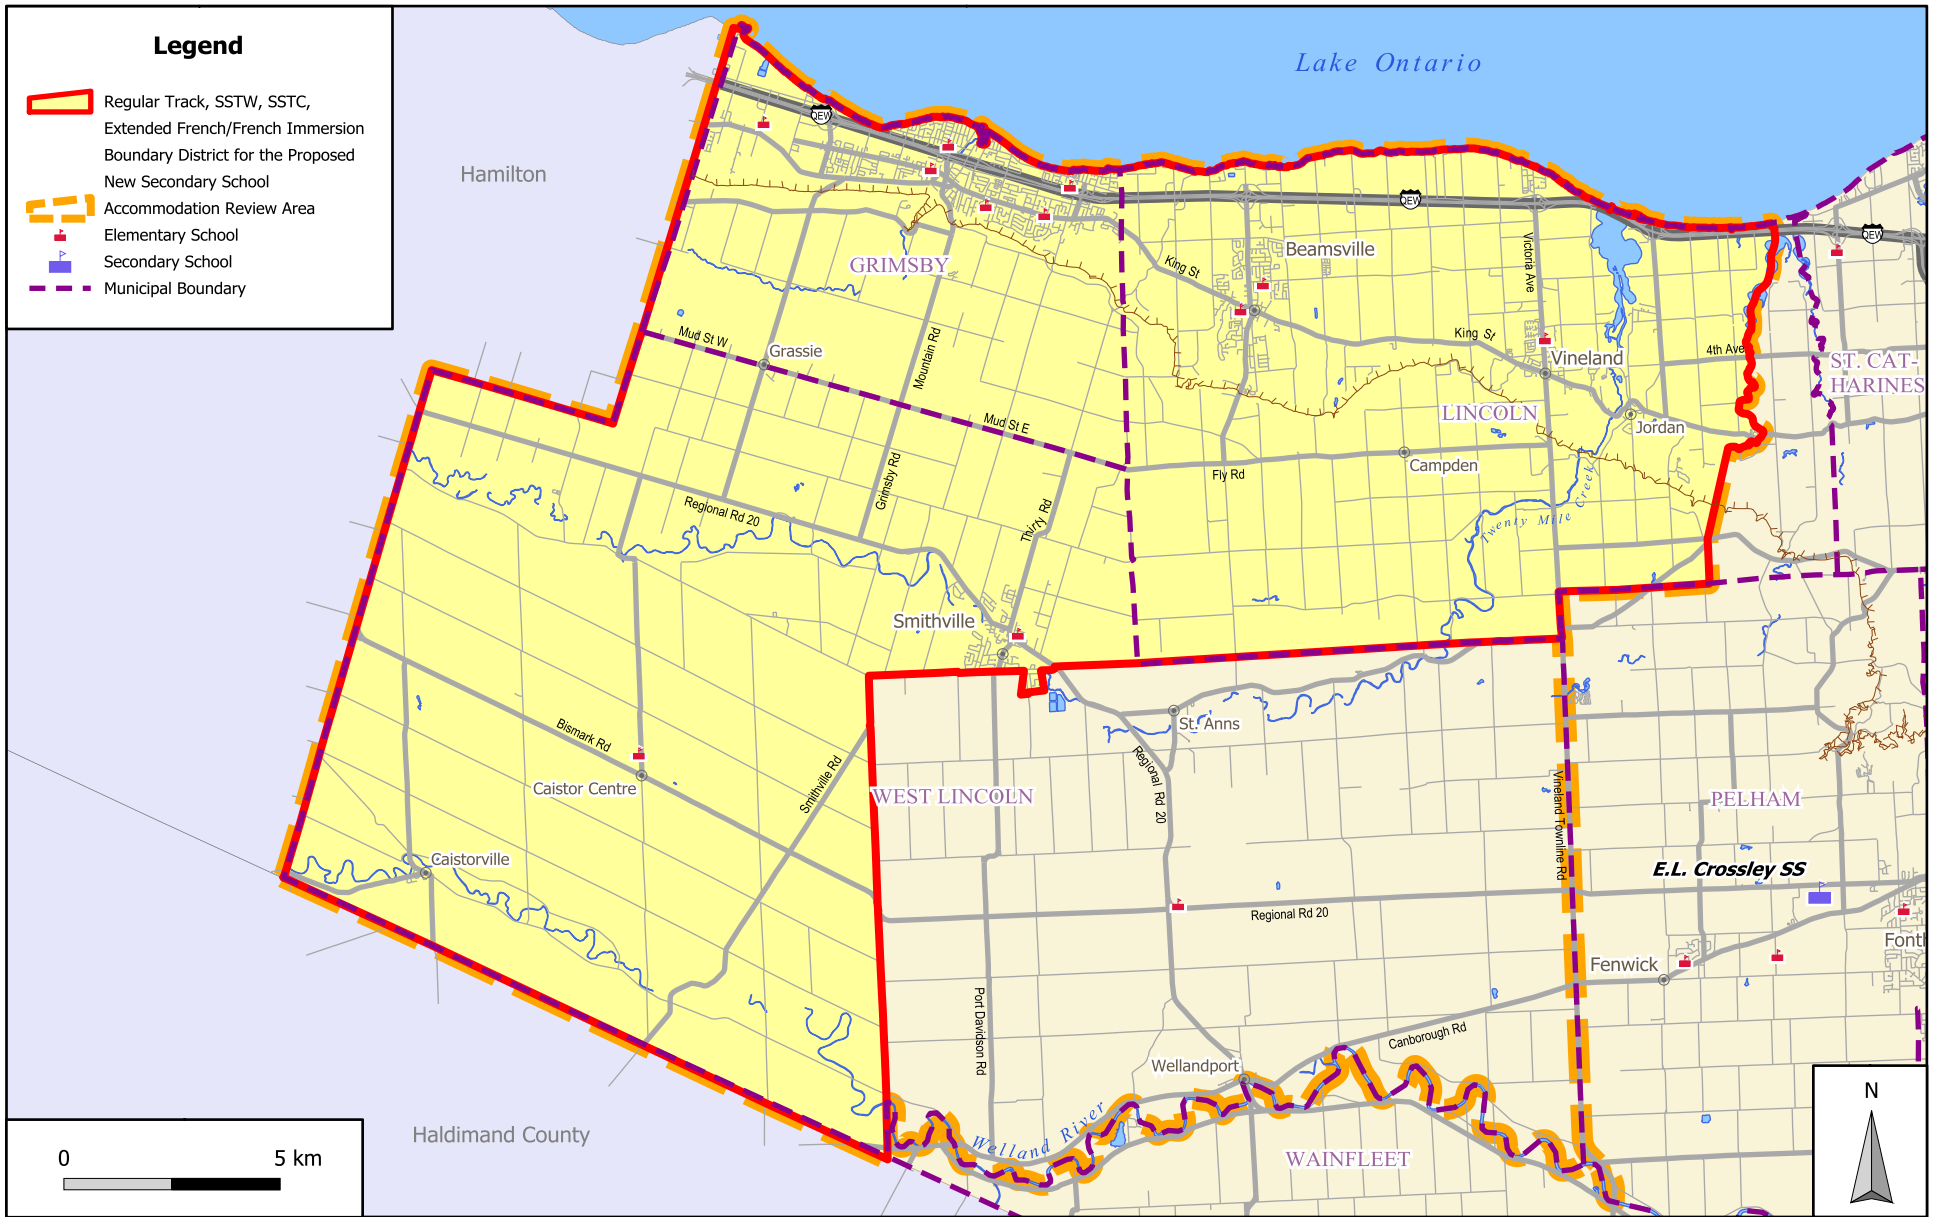 Legend
Regular Track, SSTW, SSTC,
Extended French/French Immersion
Boundary District for the Proposed
New Secondary School
Accommodation Review Area
Elementary School
Secondary School
Municipal Boundary
Lake Ontario
Hamilton
QEW
QEW
QEW
GRIMSBY
Beamsville
King St
Victoria Ave
Mud St W
Grassie
Mountain Rd
King St
Vineland
4th Ave
ST. CAT-
HARINES
LINCOLN
Jordan
Mud St E
Campden
Fly Rd
Grimsby Rd
Regional Rd 20
Thirty Rd
Twenty Mile Creek
Smithville
St. Anns
Bismark Rd
Caistor Centre
Smithville Rd
WEST LINCOLN
Regional Rd 20
Vineland Townline Rd
PELHAM
Caistorville
E.L. Crossley SS
Regional Rd 20
Fonth
Fenwick
Port Davidson Rd
Canborough Rd
Wellandport
Welland River
WAINFLEET
Haldimand County
0 5 km
N